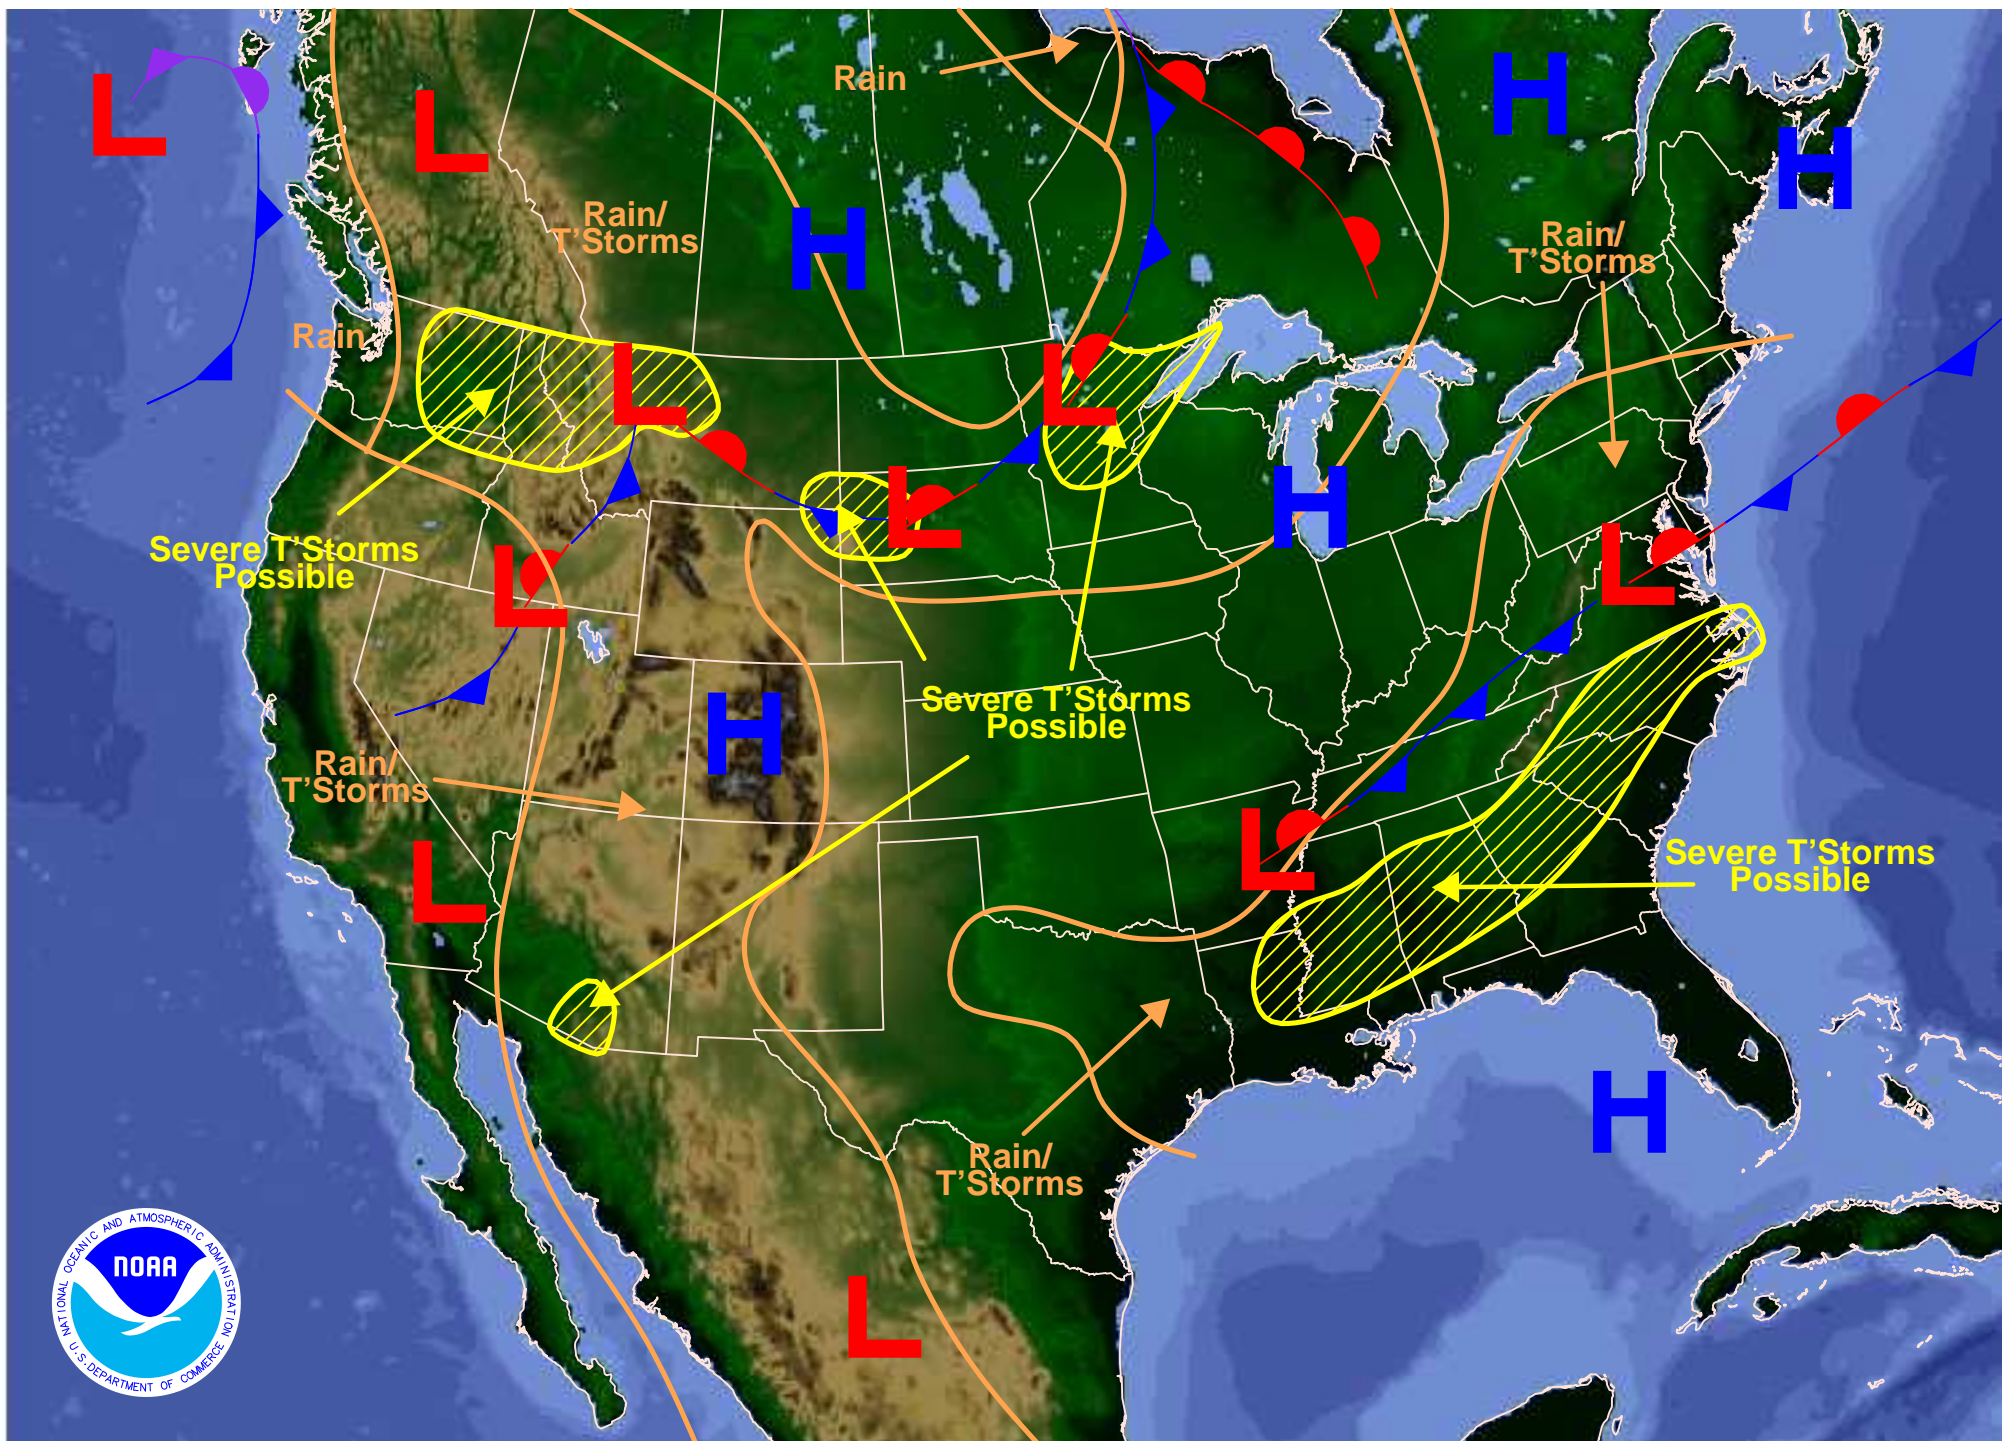 Rain
Rain/
T'Storms
Rain/
T'Storms
Rain
Severe T'Storms
Possible
Severe T'Storms
Possible
Rain/
T'Storms
Severe T'Storms
Possible
Rain/
T'Storms
L
L
H
H
H
L
L
H
L
H
L
L
H
L
L
H
L
NATIONAL OCEANIC AND ATMOSPHERIC ADMINISTRATION
NOAA
U.S. DEPARTMENT OF COMMERCE